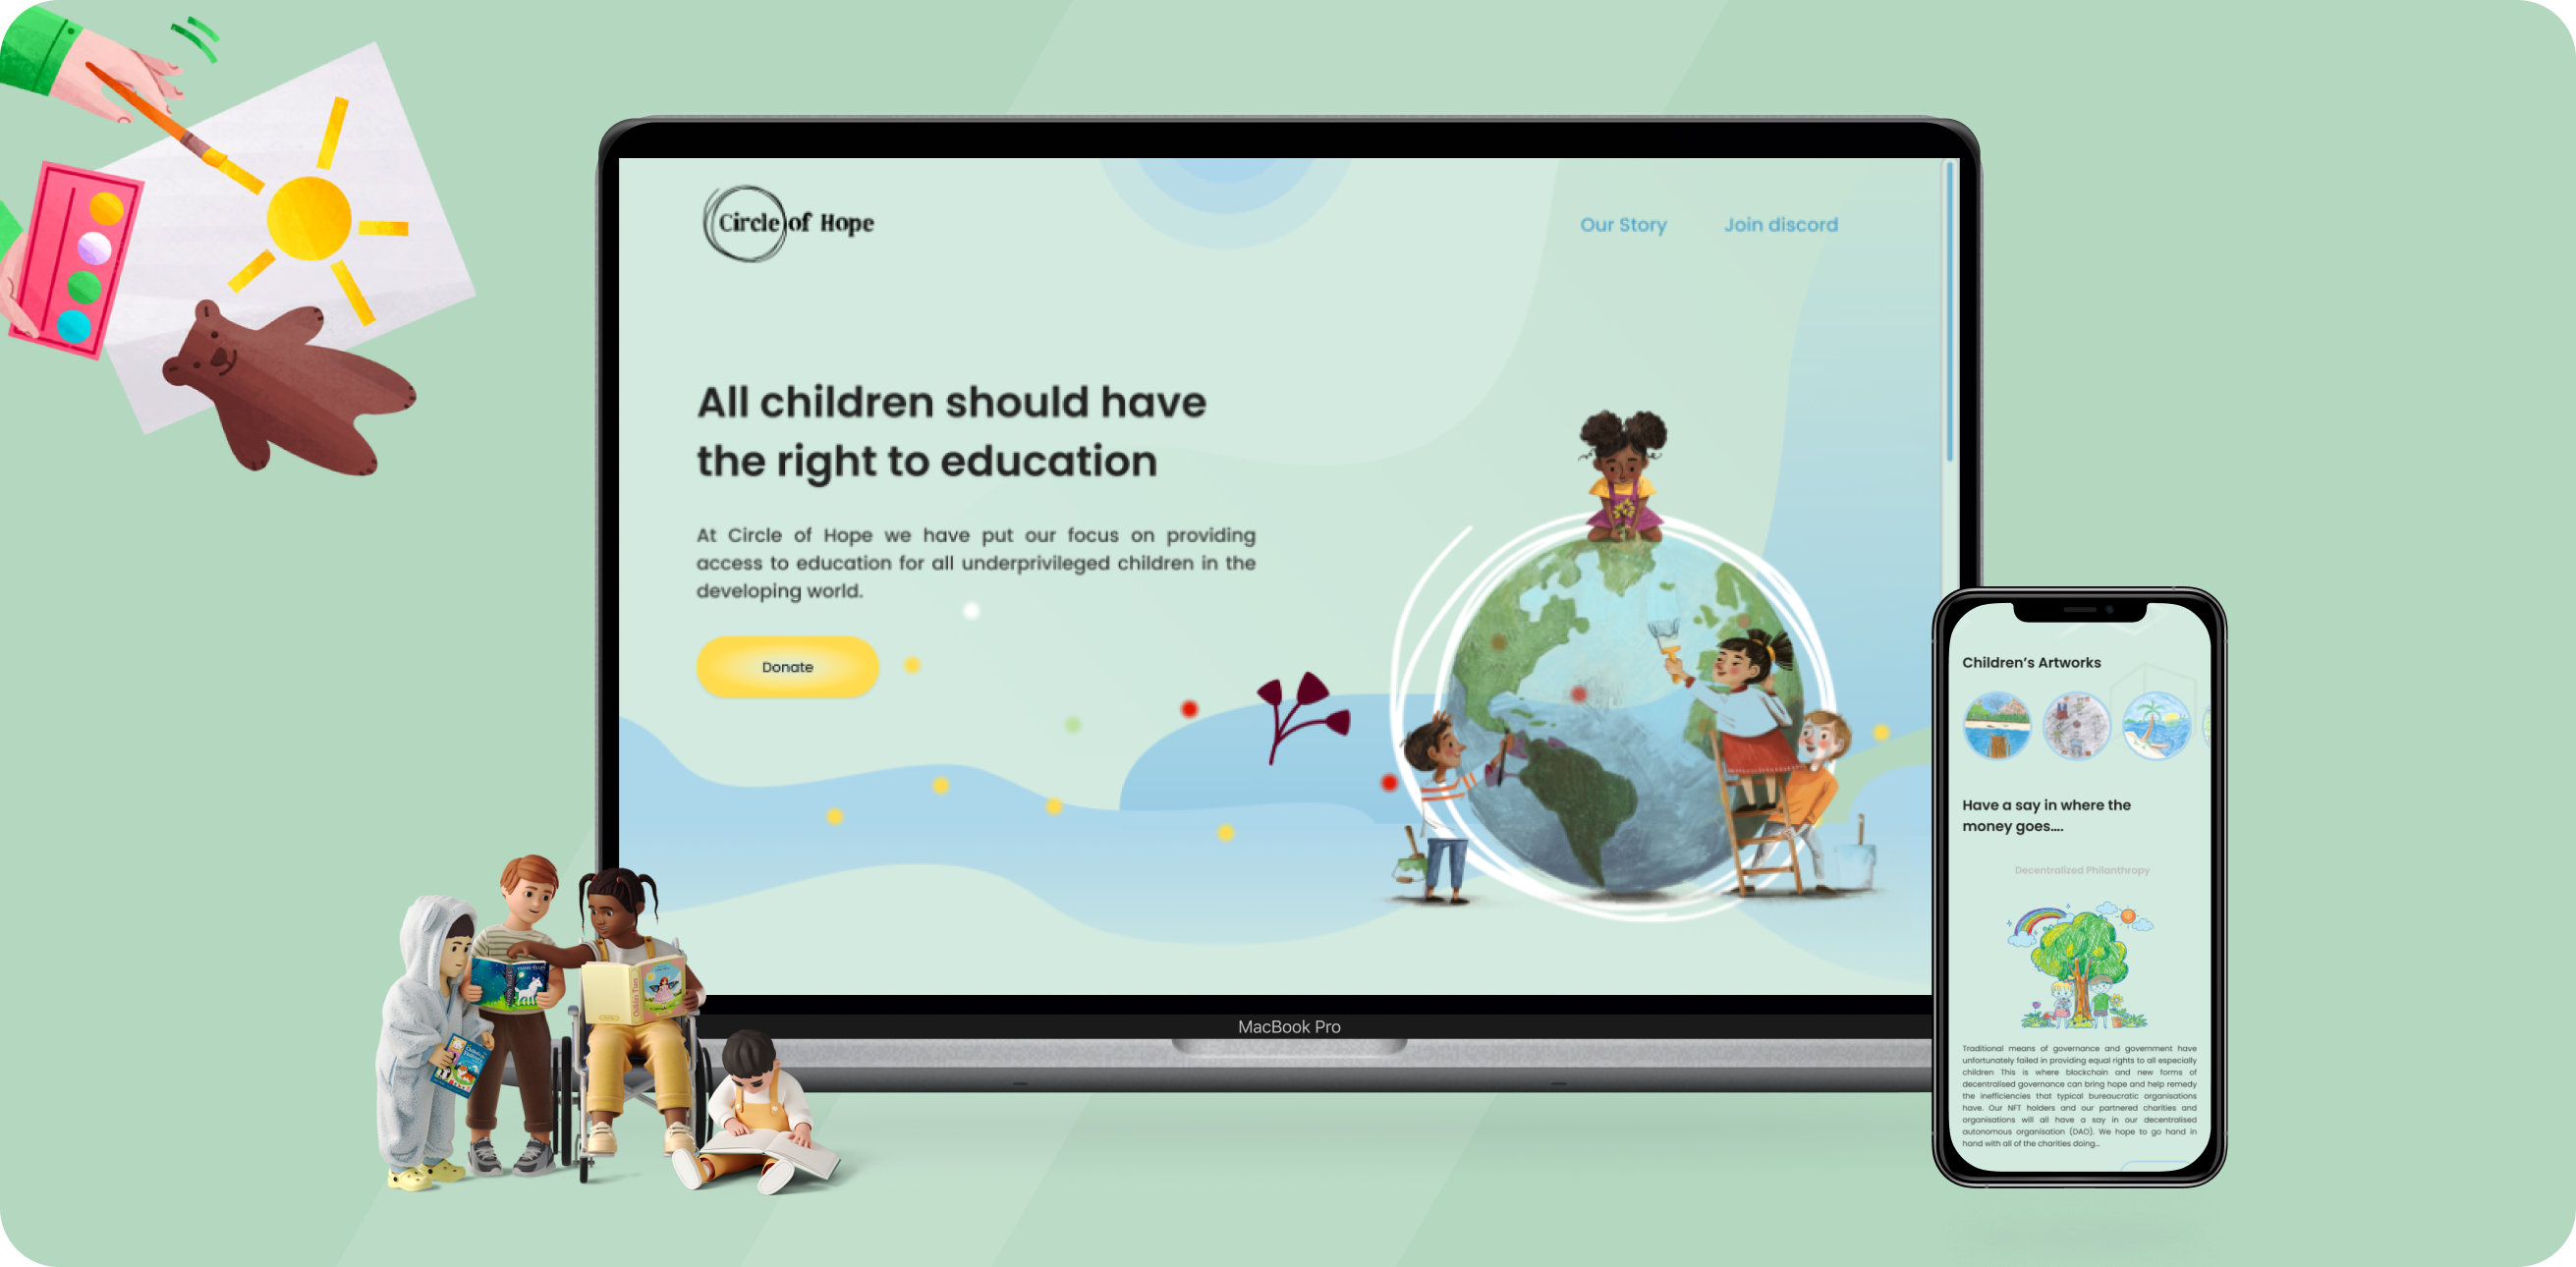 Circle of Hope
Our Story
Join discord
All children should have
the right to education
At Circle of Hope we have put our focus on providing
access to education for all underprivileged children in the
developing world.
Donate
MacBook Pro
Children’s Artworks
Have a say in where the
money goes....
Decentralized Philanthropy
Traditional means of governance and government have
unfortunately failed in providing equal rights to all especially
children This is where blockchain and new forms of
decentralised governance can bring hope and help remedy
the inefficiencies that typical bureaucratic organisations
have. Our NFT holders and our partnered charities and
organisations will all have a say in our decentralised
autonomous organisation (DAO). We hope to go hand in
hand with all of the charities doing...